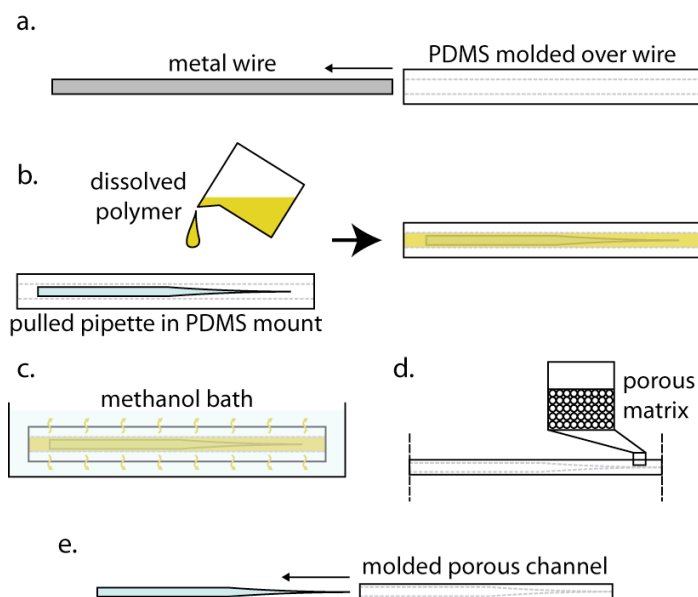 a.
metal wire
PDMS molded over wire
b.
dissolved
polymer
pulled pipette in PDMS mount
c.
methanol bath
d.
porous
matrix
e.
molded porous channel